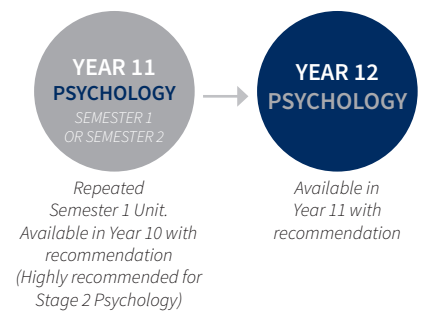 YEAR 11
PSYCHOLOGY
SEMESTER 1
OR SEMESTER 2
Repeated
Semester 1 Unit.
Available in Year 10 with
recommendation
(Highly recommended for
Stage 2 Psychology)
YEAR 12
PSYCHOLOGY
Available in
Year 11 with
recommendation